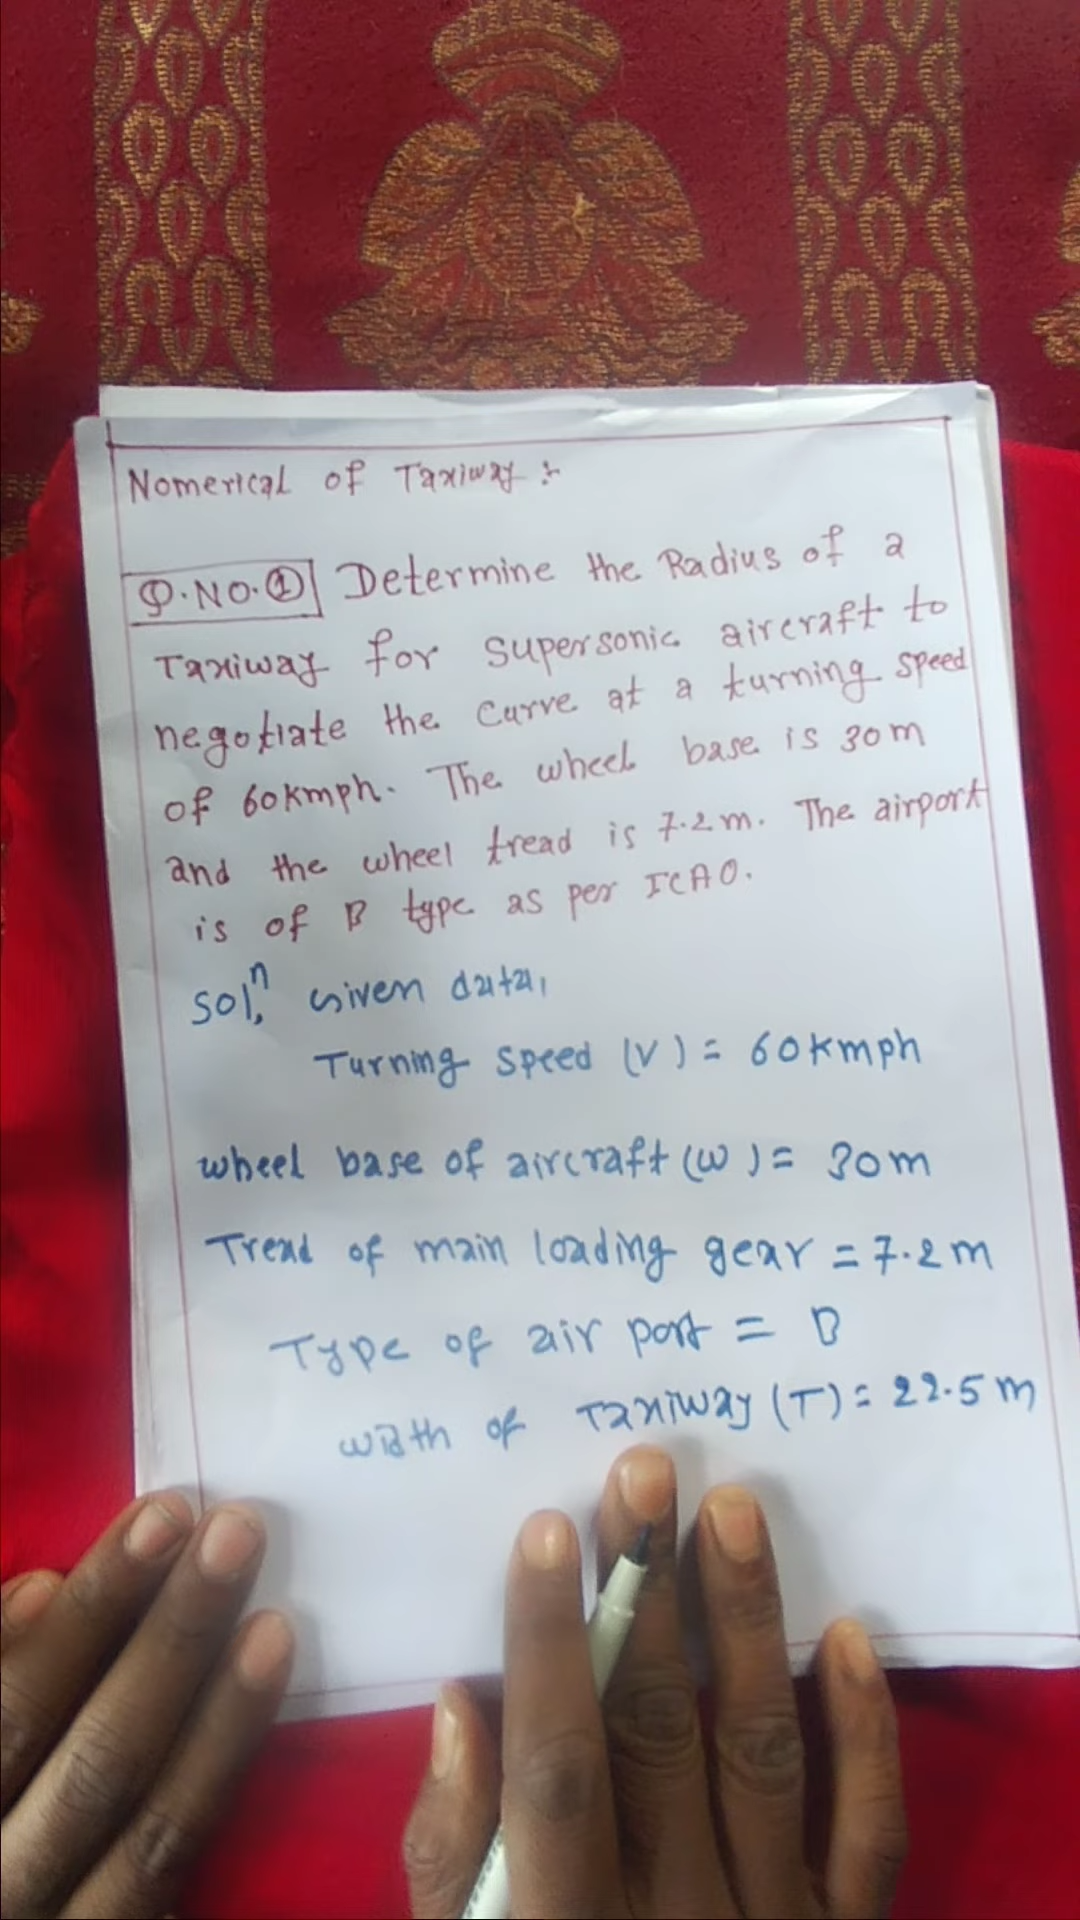 Nomerical of Taxiway :-
Q.NO.① Determine the Radius of a
Taxiway for supersonic aircraft to
negotiate the curve at a turning speed
of 60kmph. The wheel base is 30m
and the wheel tread is 7.2m. The airport
is of B type as per ICAO.
Solⁿ, Given data,
Turning speed (V) = 60kmph
wheel base of aircraft (w) = 30m
Tread of main loading gear = 7.2m
Type of air port = B
width of Taxiway (T) = 22.5m